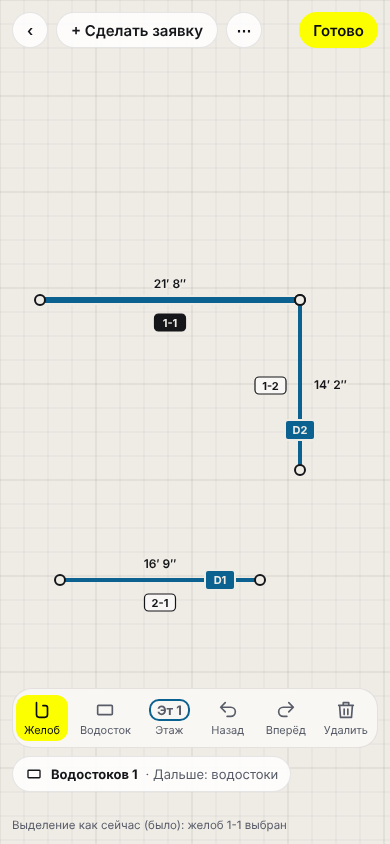 ‹ + Сделать заявку ··· Готово
21′ 8″
1-1
1-2 14′ 2″
D2
16′ 9″
D1
2-1
Эт 1
Желоб Водосток Этаж Назад Вперёд Удалить
Водостоков 1 · Дальше: водостоки
Выделение как сейчас (было): желоб 1-1 выбран